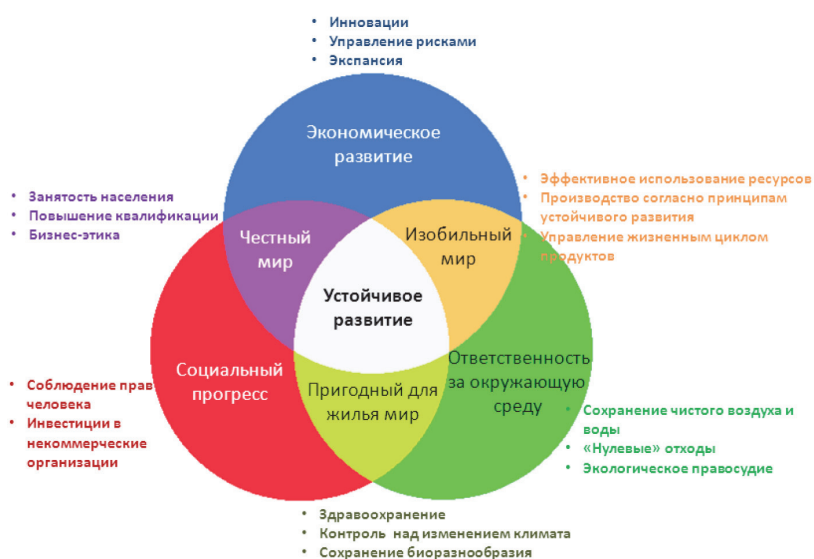 • Инновации
• Управление рисками
• Экспансия
Экономическое
развитие
• Занятость населения
• Повышение квалификации
• Бизнес-этика
• Эффективное использование ресурсов
• Производство согласно принципам
устойчивого развития
• Управление жизненным циклом
продуктов
Честный
мир
Изобильный
мир
Устойчивое
развитие
Социальный
прогресс
Пригодный для
жилья мир
Ответственность
за окружающую
среду
• Соблюдение прав
человека
• Инвестиции в
некоммерческие
организации
• Сохранение чистого воздуха и
воды
• «Нулевые» отходы
• Экологическое правосудие
• Здравоохранение
• Контроль над изменением климата
• Сохранение биоразнообразия